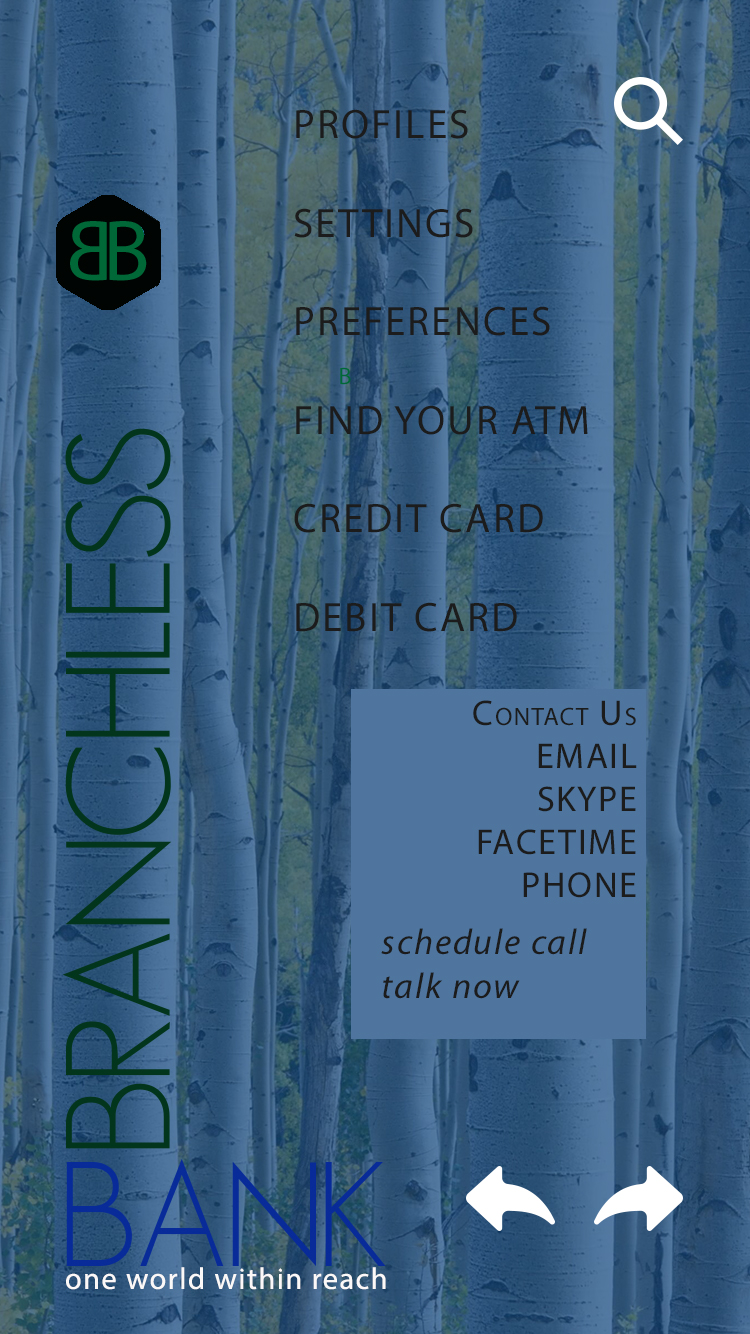 PROFILES
SETTINGS
PREFERENCES
B
FIND YOUR ATM
CREDIT CARD
DEBIT CARD
Contact Us
EMAIL
SKYPE
FACETIME
PHONE
schedule call
talk now
BB
BRANCHLESS
BANK
one world within reach